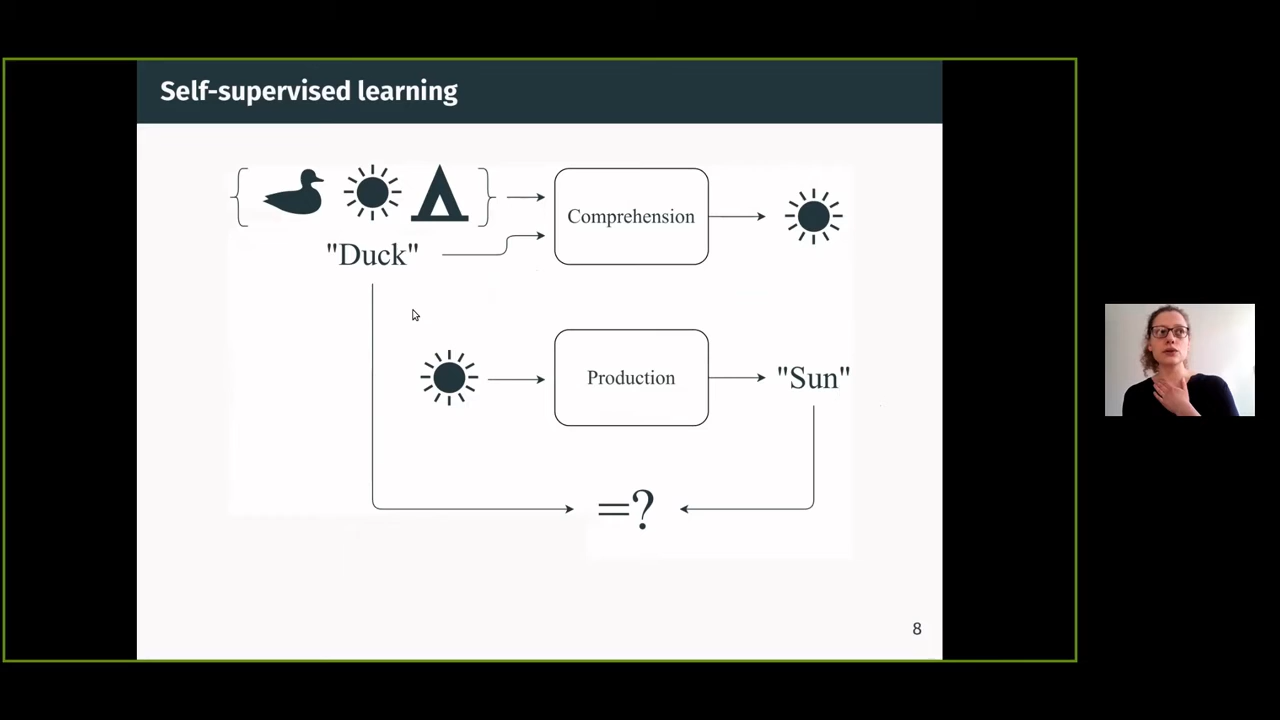 Self-supervised learning
Comprehension
"Duck"
Production
"Sun"
=?
8